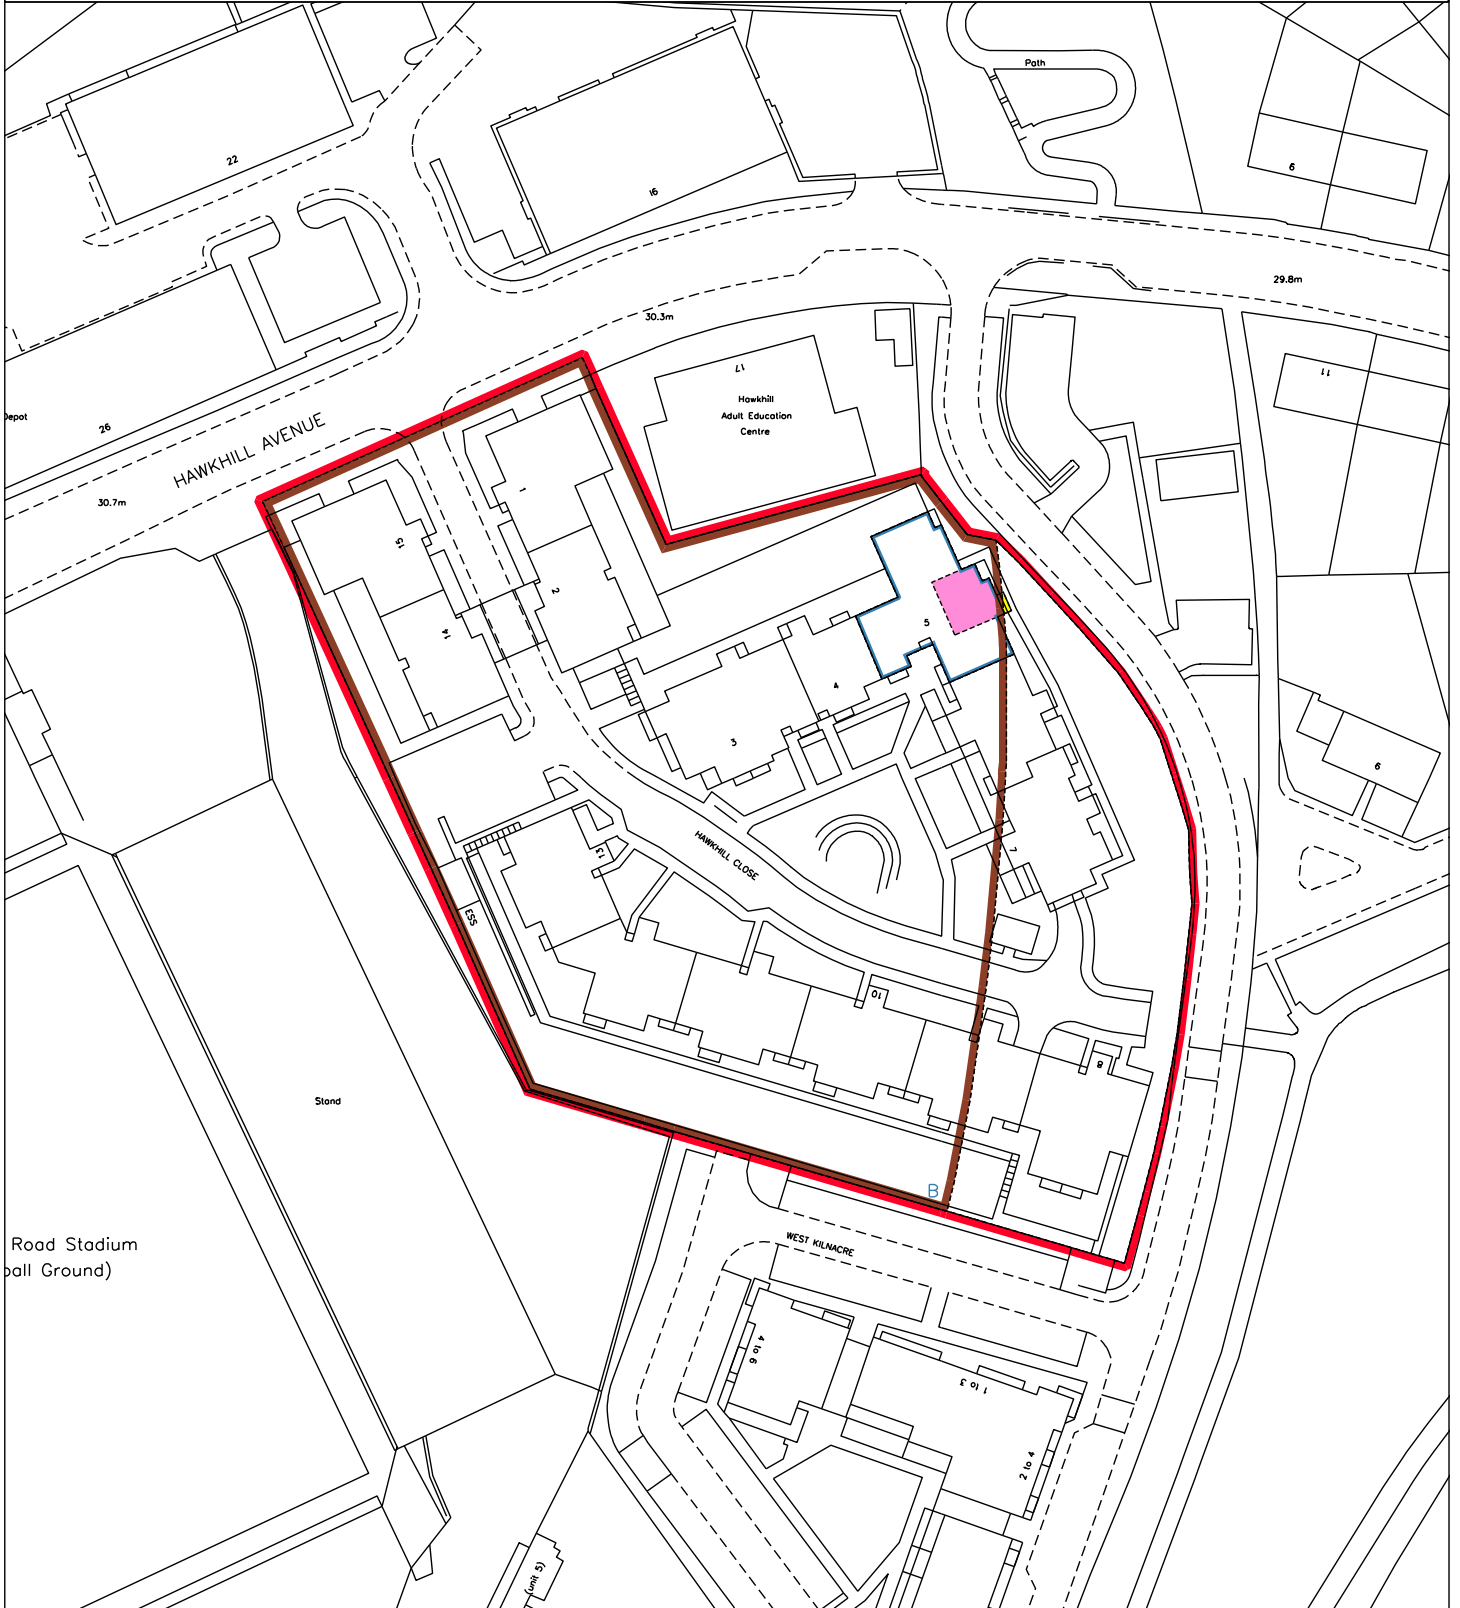 Path
22
16
6
29.8m
30.3m
17
Hawkhill
Adult Education
Centre
11
Depot
26
HAWKHILL AVENUE
30.7m
1
15
2
14
5
4
3
6
HAWKHILL CLOSE
7
13
ESS
10
8
Stand
B
Road Stadium
ball Ground)
WEST KILNACRE
4 to 6
1 to 3
2 to 4
(unit 5)